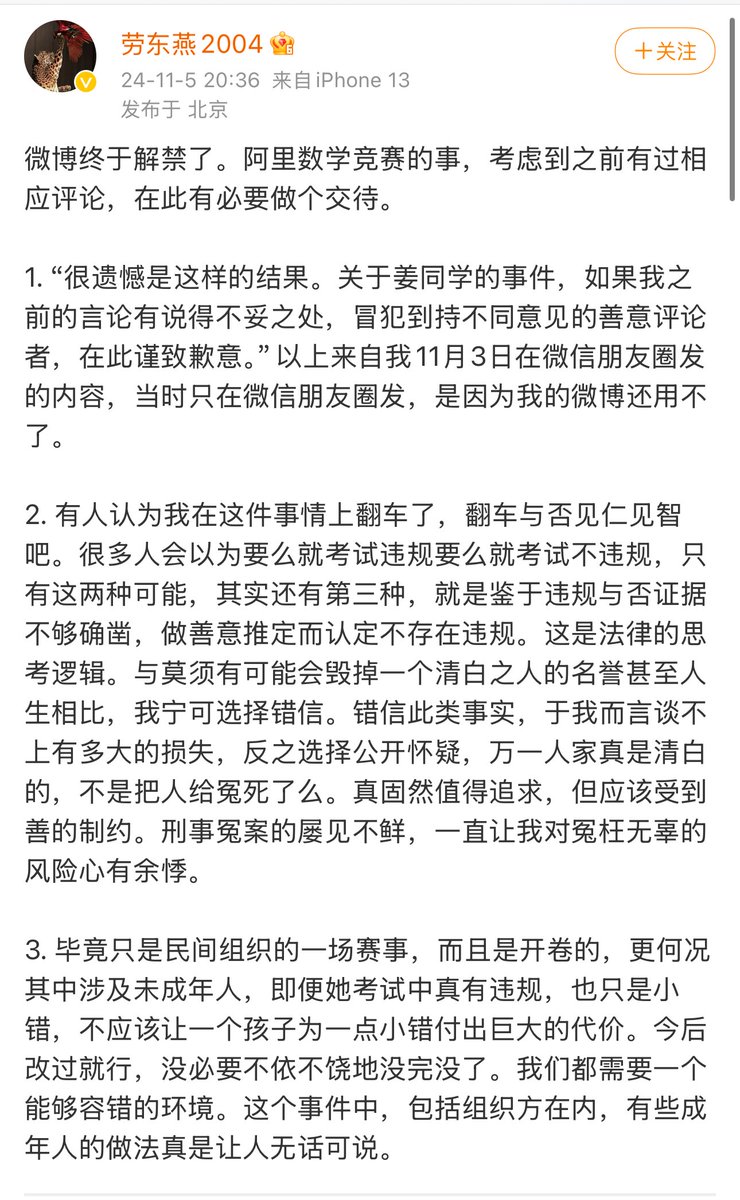 劳东燕2004
+关注
24-11-5 20:36 来自iPhone 13
发布于 北京
微博终于解禁了。阿里数学竞赛的事，考虑到之前有过相
应评论，在此有必要做个交待。
1. “很遗憾是这样的结果。关于姜同学的事件，如果我之
前的言论有说得不妥之处，冒犯到持不同意见的善意评论
者，在此谨致歉意。” 以上来自我11月3日在微信朋友圈发
的内容，当时只在微信朋友圈发，是因为我的微博还用不
了。
2. 有人认为我在这件事情上翻车了，翻车与否见仁见智
吧。很多人会以为要么就考试违规要么就考试不违规，只
有这两种可能，其实还有第三种，就是鉴于违规与否证据
不够确凿，做善意推定而认定不存在违规。这是法律的思
考逻辑。与莫须有可能会毁掉一个清白之人的名誉甚至人
生相比，我宁可选择错信。错信此类事实，于我而言谈不
上有多大的损失，反之选择公开怀疑，万一人家真是清白
的，不是把人给冤死了么。真固然值得追求，但应该受到
善的制约。刑事冤案的屡见不鲜，一直让我对冤枉无辜的
风险心有余悸。
3. 毕竟只是民间组织的一场赛事，而且是开卷的，更何况
其中涉及未成年人，即便她考试中真有违规，也只是小
错，不应该让一个孩子为一点小错付出巨大的代价。今后
改过就行，没必要不依不饶地没完没了。我们都需要一个
能够容错的环境。这个事件中，包括组织方在内，有些成
年人的做法真是让人无话可说。